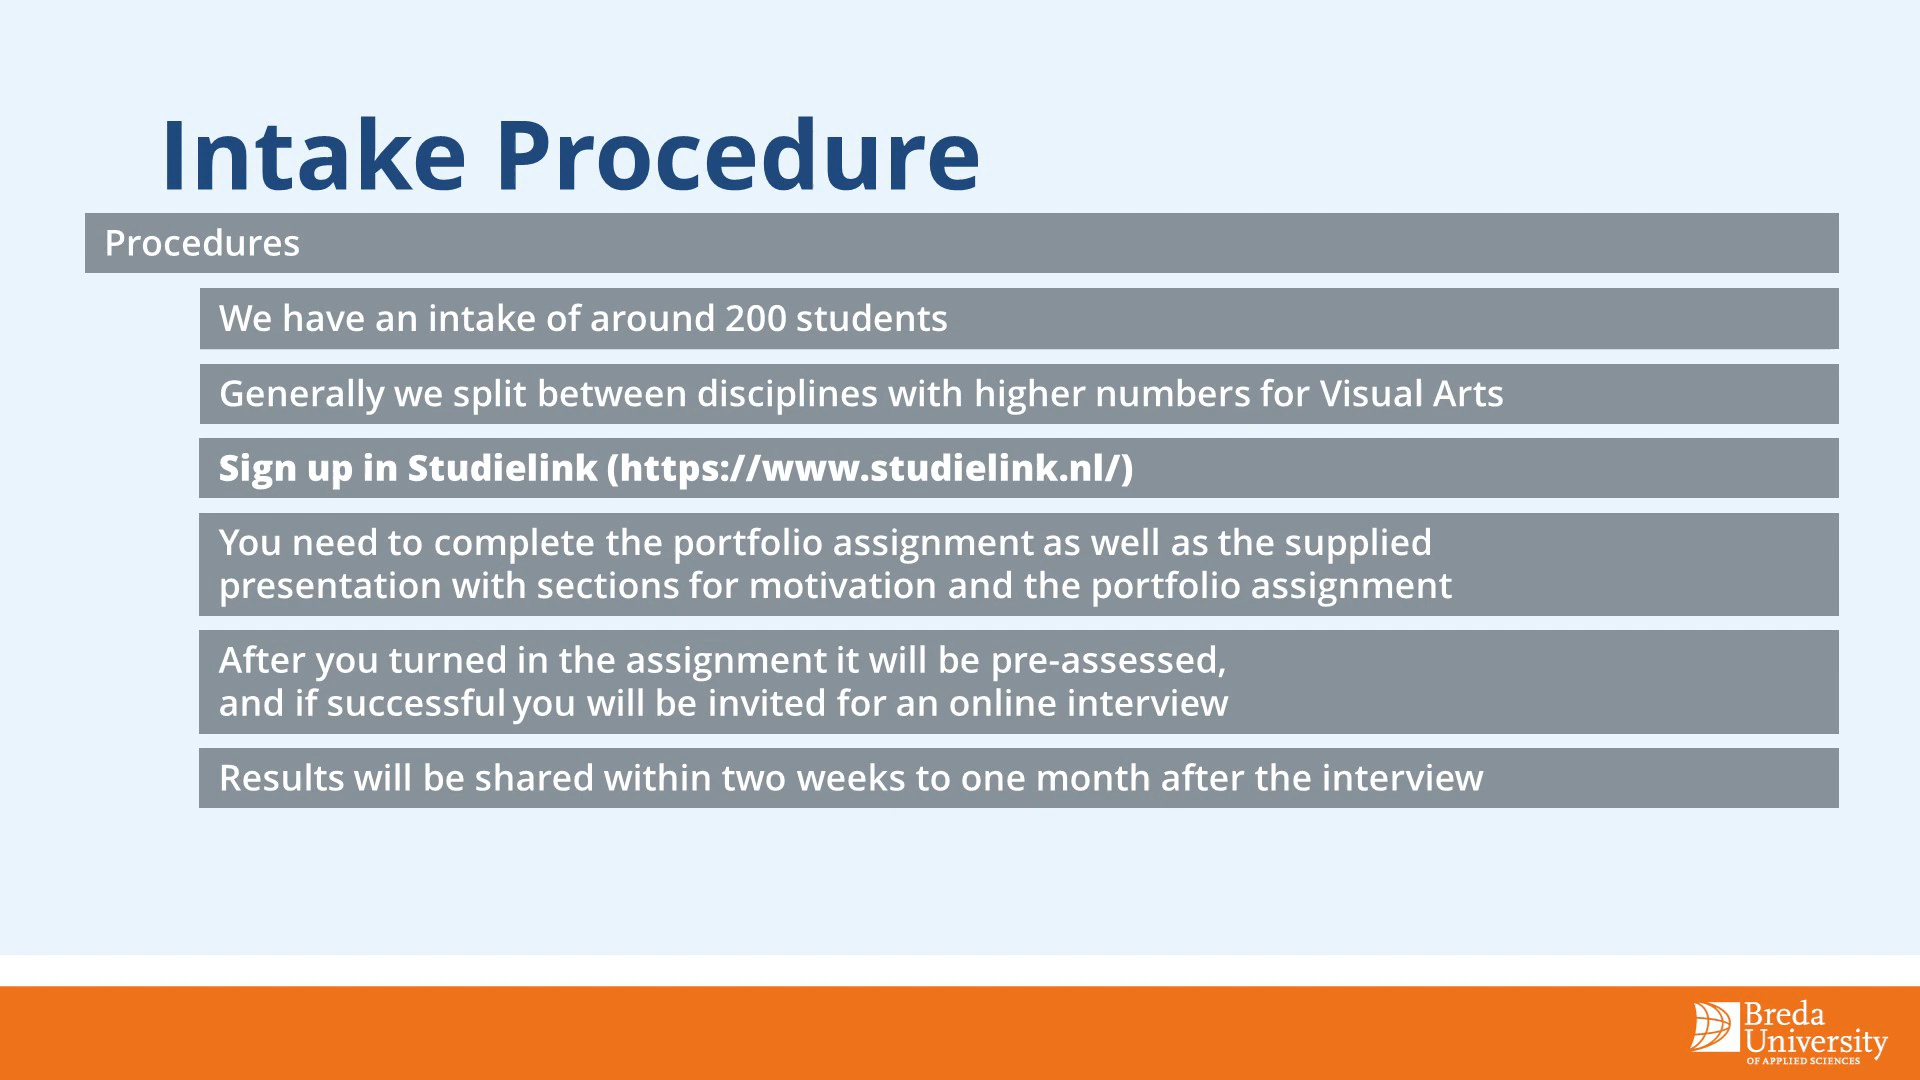 Intake Procedure
Procedures
We have an intake of around 200 students
Generally we split between disciplines with higher numbers for Visual Arts
Sign up in Studielink (https://www.studielink.nl/)
You need to complete the portfolio assignment as well as the supplied
presentation with sections for motivation and the portfolio assignment
After you turned in the assignment it will be pre-assessed,
and if successful you will be invited for an online interview
Results will be shared within two weeks to one month after the interview
Breda
University
OF APPLIED SCIENCES